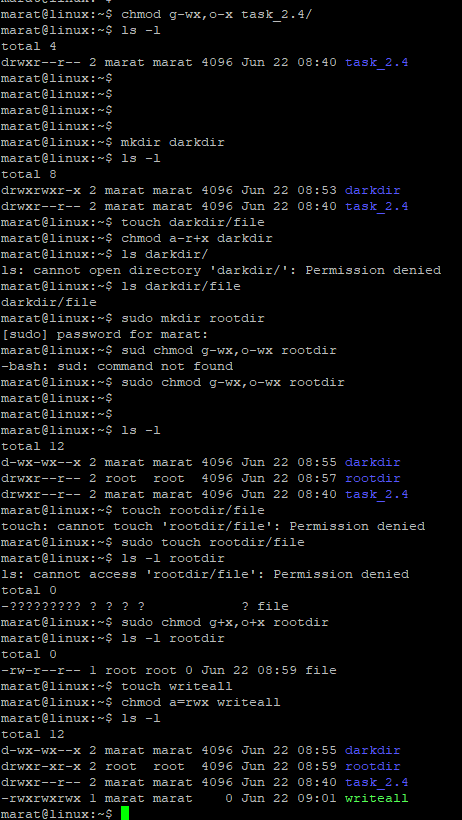 marat@linux:~$
marat@linux:~$ chmod g-wx,o-x task_2.4/
marat@linux:~$ ls -l
total 4
drwxr--r-- 2 marat marat 4096 Jun 22 08:40 task_2.4
marat@linux:~$
marat@linux:~$
marat@linux:~$
marat@linux:~$
marat@linux:~$ mkdir darkdir
marat@linux:~$ ls -l
total 8
drwxrwxr-x 2 marat marat 4096 Jun 22 08:53 darkdir
drwxr--r-- 2 marat marat 4096 Jun 22 08:40 task_2.4
marat@linux:~$ touch darkdir/file
marat@linux:~$ chmod a-r+x darkdir
marat@linux:~$ ls darkdir/
ls: cannot open directory 'darkdir/': Permission denied
marat@linux:~$ ls darkdir/file
darkdir/file
marat@linux:~$ sudo mkdir rootdir
[sudo] password for marat:
marat@linux:~$ sud chmod g-wx,o-wx rootdir
-bash: sud: command not found
marat@linux:~$ sudo chmod g-wx,o-wx rootdir
marat@linux:~$
marat@linux:~$
marat@linux:~$ ls -l
total 12
d-wx-wx--x 2 marat marat 4096 Jun 22 08:55 darkdir
drwxr--r-- 2 root  root  4096 Jun 22 08:57 rootdir
drwxr--r-- 2 marat marat 4096 Jun 22 08:40 task_2.4
marat@linux:~$ touch rootdir/file
touch: cannot touch 'rootdir/file': Permission denied
marat@linux:~$ sudo touch rootdir/file
marat@linux:~$ ls -l rootdir
ls: cannot access 'rootdir/file': Permission denied
total 0
-????????? ? ? ? ?            ? file
marat@linux:~$ sudo chmod g+x,o+x rootdir
marat@linux:~$ ls -l rootdir
total 0
-rw-r--r-- 1 root root 0 Jun 22 08:59 file
marat@linux:~$ touch writeall
marat@linux:~$ chmod a=rwx writeall
marat@linux:~$ ls -l
total 12
d-wx-wx--x 2 marat marat 4096 Jun 22 08:55 darkdir
drwxr-xr-x 2 root  root  4096 Jun 22 08:59 rootdir
drwxr--r-- 2 marat marat 4096 Jun 22 08:40 task_2.4
-rwxrwxrwx 1 marat marat    0 Jun 22 09:01 writeall
marat@linux:~$